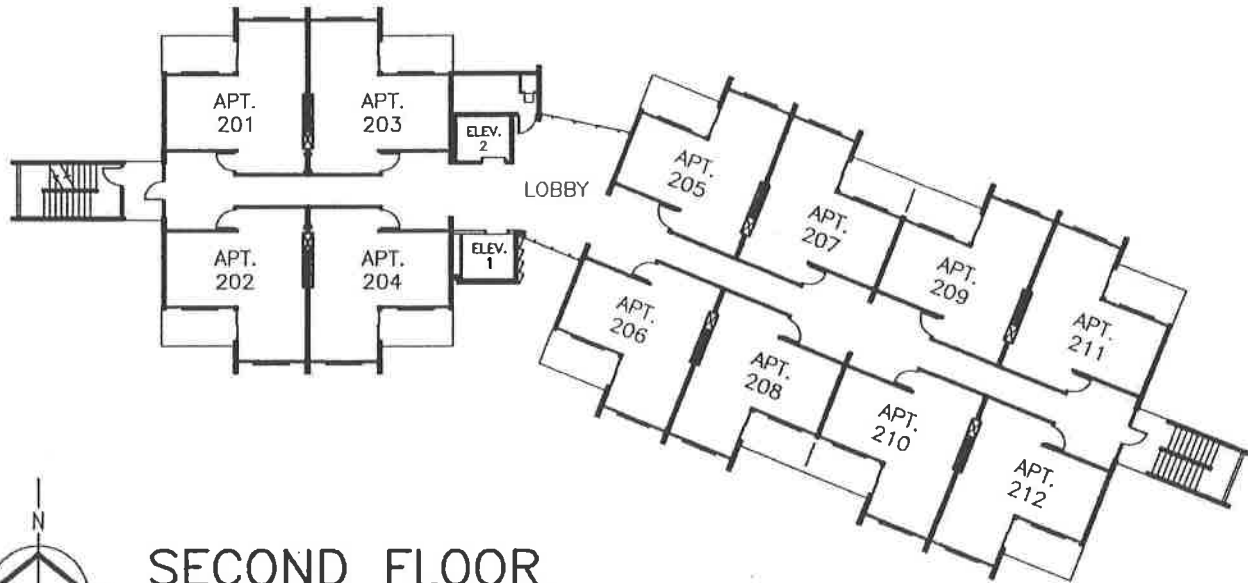 APT.
201
APT.
203
ELEV.
2
LOBBY
APT.
205
APT.
207
APT.
209
APT.
211
APT.
202
APT.
204
ELEV.
1
APT.
206
APT.
208
APT.
210
APT.
212
N
SECOND FLOOR